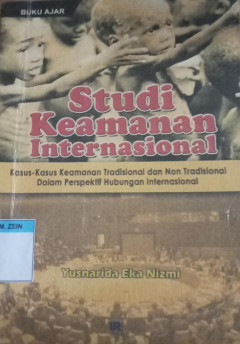 BUKU AJAR
Studi
Keamanan
Internasional
Kasus-Kasus Keamanan Tradisional dan Non Tradisional
Dalam Perspektif Hubungan Internasional
M. ZEIN
Yusnarida Eka Nizmi